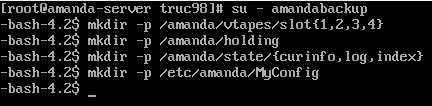 [root@amanda-server truc98]# su - amandabackup
-bash-4.2$ mkdir -p /amanda/vtapes/slot{1,2,3,4}
-bash-4.2$ mkdir -p /amanda/holding
-bash-4.2$ mkdir -p /amanda/state/{curinfo,log,index}
-bash-4.2$ mkdir -p /etc/amanda/MyConfig
-bash-4.2$ _